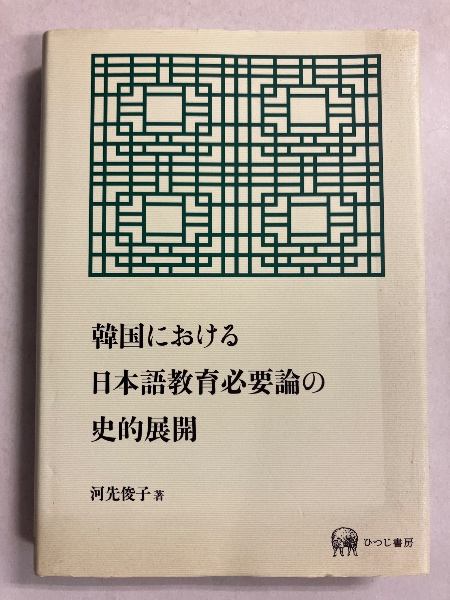 韓国における
日本語教育必要論の
史的展開
河先俊子 著
ひつじ書房